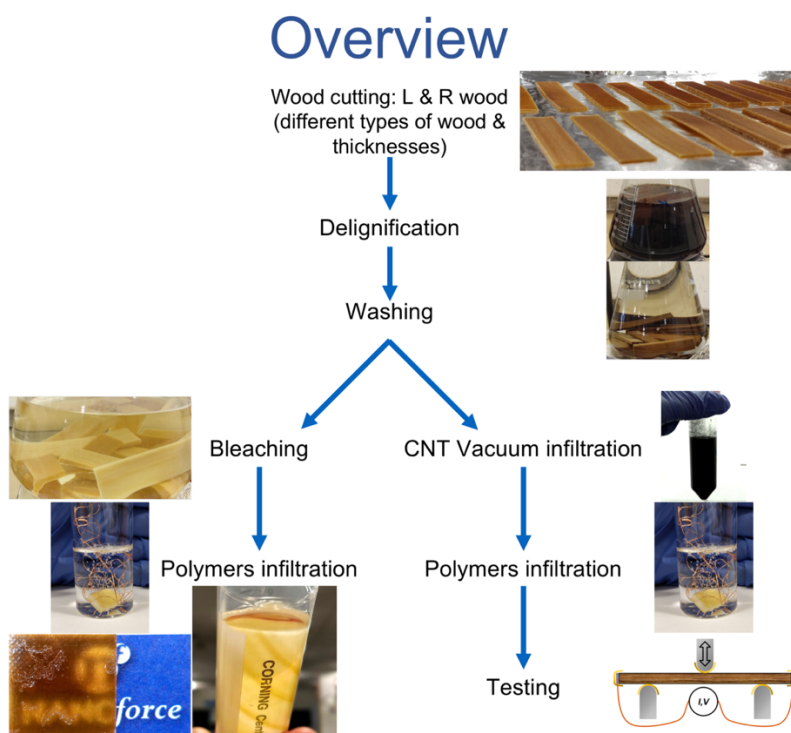 Overview
Wood cutting: L & R wood
(different types of wood &
thicknesses)
Delignification
Washing
Bleaching
CNT Vacuum infiltration
Polymers infiltration
Polymers infiltration
CORNING Cen
force
Testing
I,V